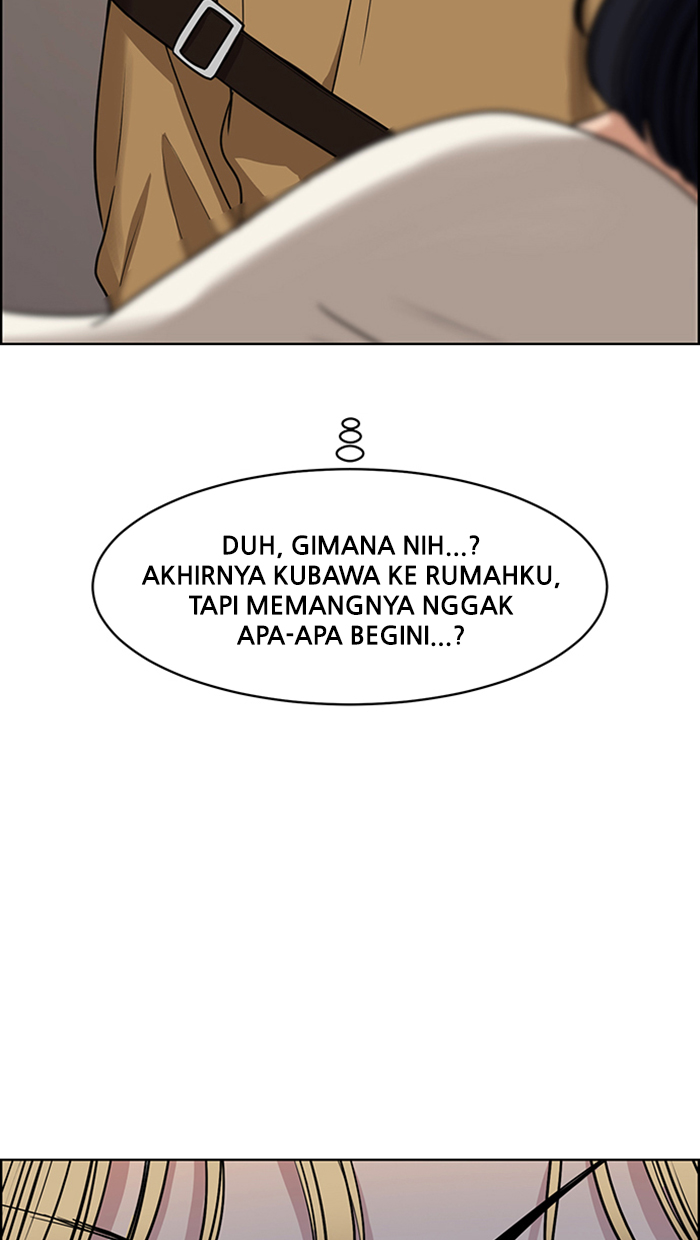 DUH, GIMANA NIH...?
AKHIRNYA KUBAWA KE RUMAHKU,
TAPI MEMANGNYA NGGAK
APA-APA BEGINI...?